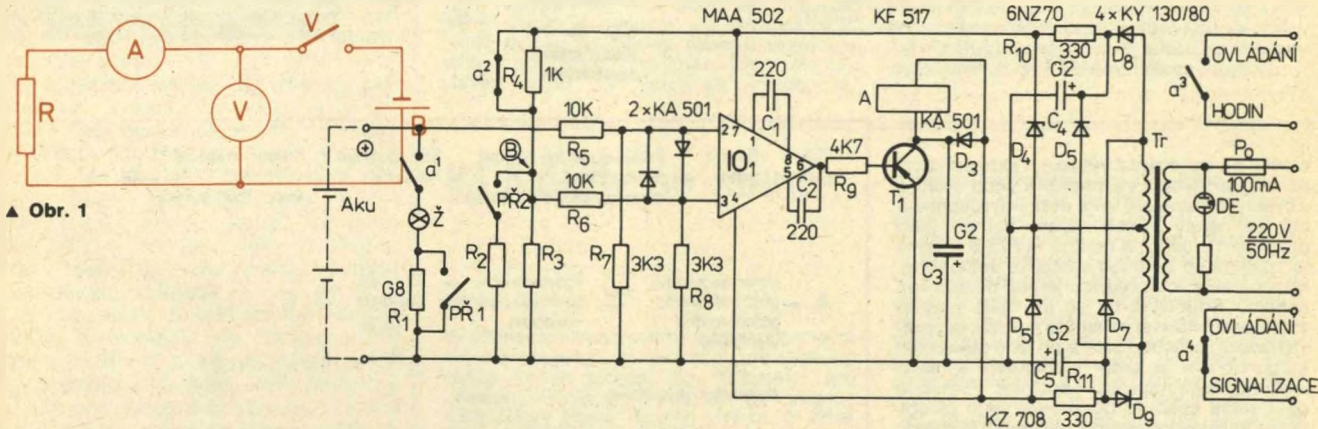 A
V
V
R
B
▲ Obr. 1
MAA 502
KF 517
6NZ70
4×KY 130/80
a²
R4
1K
220
C1
A
KA 501
D3
R10
330
D8
G2
C4
D4
D5
a³
OVLÁDÁNÍ
HODIN
⊕
Aku
a¹
Ž
G8
R1
PŘ1
10K
R5
2×KA 501
B
PŘ2
10K
R6
R2
R3
R7
3K3
3K3
R8
2
7
IO1
1
3
4
8
6
5
C2
220
4K7
R9
T1
G2
C3
+
Tr
Po
100mA
DE
220V
50Hz
D5
G2
C5
R11
D7
KZ 708
330
D9
OVLÁDÁNÍ
a⁴
SIGNALIZACE